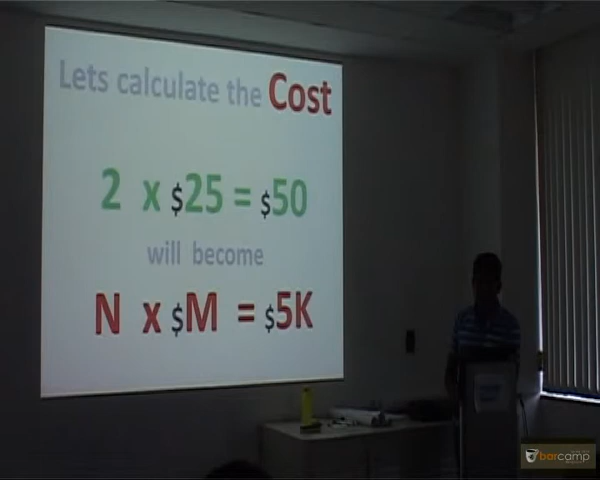 Lets calculate the Cost
2 x $25 = $50
will become
N x $M = $5K
barcamp